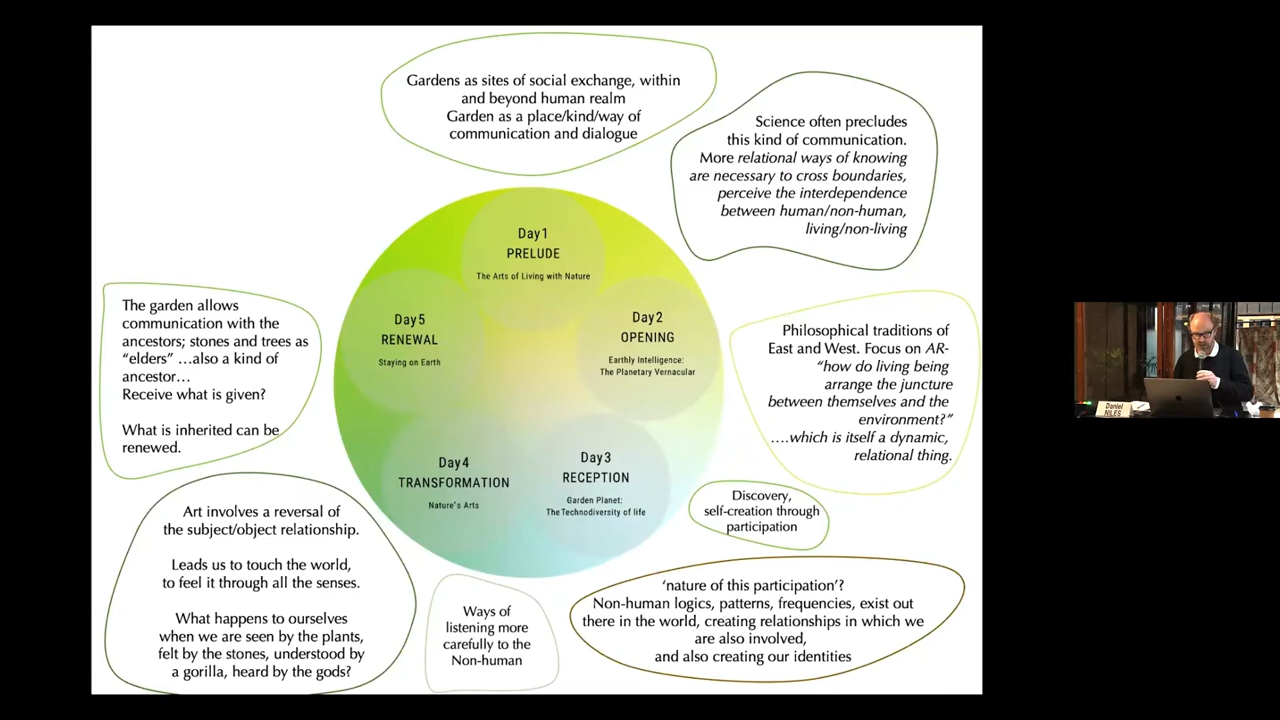 Gardens as sites of social exchange, within
and beyond human realm
Garden as a place/kind/way of
communication and dialogue
Science often precludes
this kind of communication.
More relational ways of knowing
are necessary to cross boundaries,
perceive the interdependence
between human/non-human,
living/non-living
Day1
PRELUDE
The Arts of Living with Nature
Day2
OPENING
Earthly Intelligence:
The Planetary Vernacular
Day3
RECEPTION
Garden Planet:
The Technodiversity of life
Day4
TRANSFORMATION
Nature's Arts
Day5
RENEWAL
Staying on Earth
Philosophical traditions of
East and West. Focus on AR-
“how do living being
arrange the juncture
between themselves and the
environment?”
….which is itself a dynamic,
relational thing.
Discovery,
self-creation through
participation
‘nature of this participation’?
Non-human logics, patterns, frequencies, exist out
there in the world, creating relationships in which we
are also involved,
and also creating our identities
Ways of
listening more
carefully to the
Non-human
Art involves a reversal of
the subject/object relationship.
Leads us to touch the world,
to feel it through all the senses.
What happens to ourselves
when we are seen by the plants,
felt by the stones, understood by
a gorilla, heard by the gods?
The garden allows
communication with the
ancestors; stones and trees as
“elders” …also a kind of
ancestor…
Receive what is given?
What is inherited can be
renewed.
Daniel
NILES